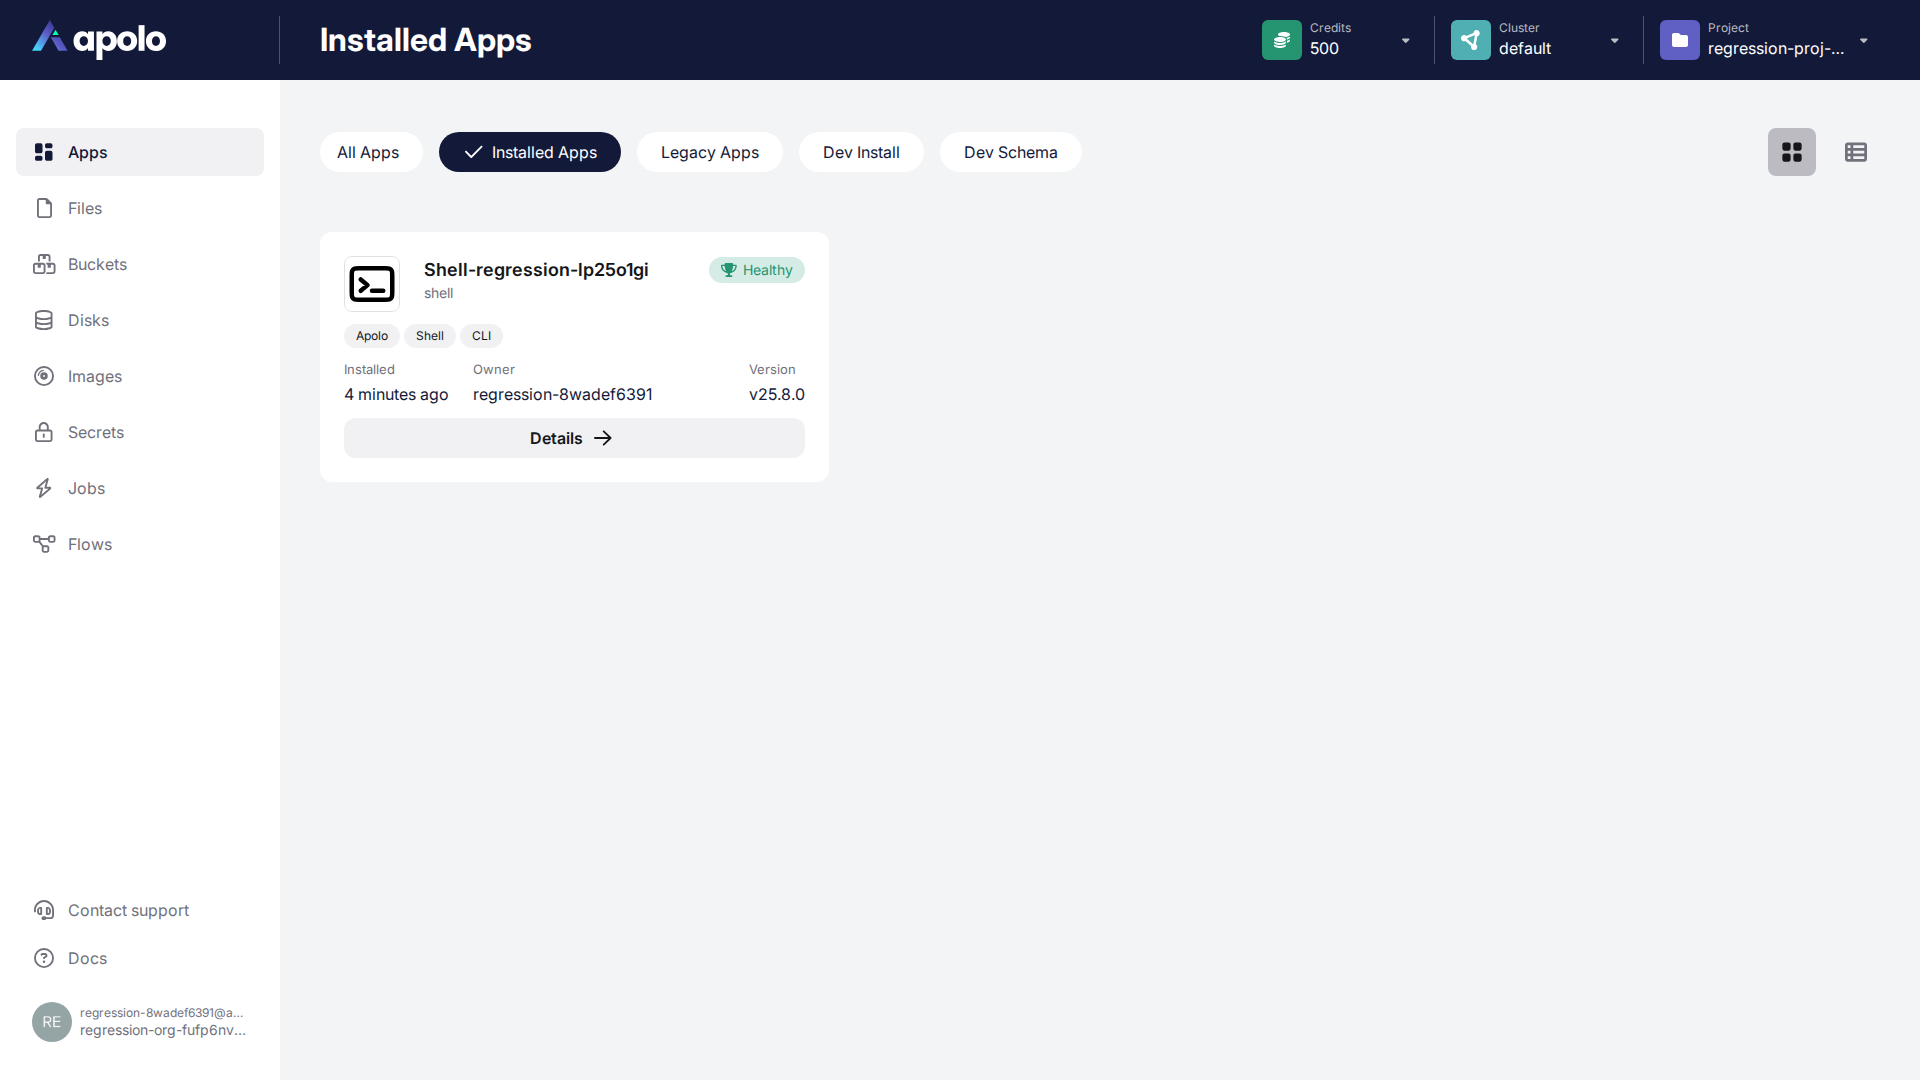 apolo
Installed Apps
Credits
500
Cluster
default
Project
regression-proj-...
Apps
Files
Buckets
Disks
Images
Secrets
Jobs
Flows
Contact support
Docs
RE
regression-8wadef6391@a...
regression-org-fufp6nv...
All Apps
Installed Apps
Legacy Apps
Dev Install
Dev Schema
Shell-regression-lp25o1gi
Healthy
shell
Apolo
Shell
CLI
Installed
Owner
Version
4 minutes ago
regression-8wadef6391
v25.8.0
Details